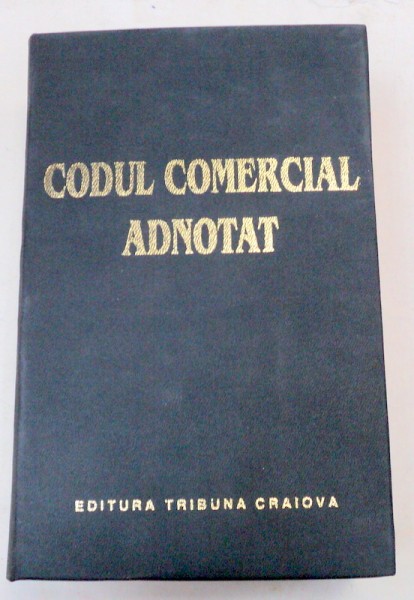 CODUL COMERCIAL
ADNOTAT
EDITURA TRIBUNA CRAIOVA